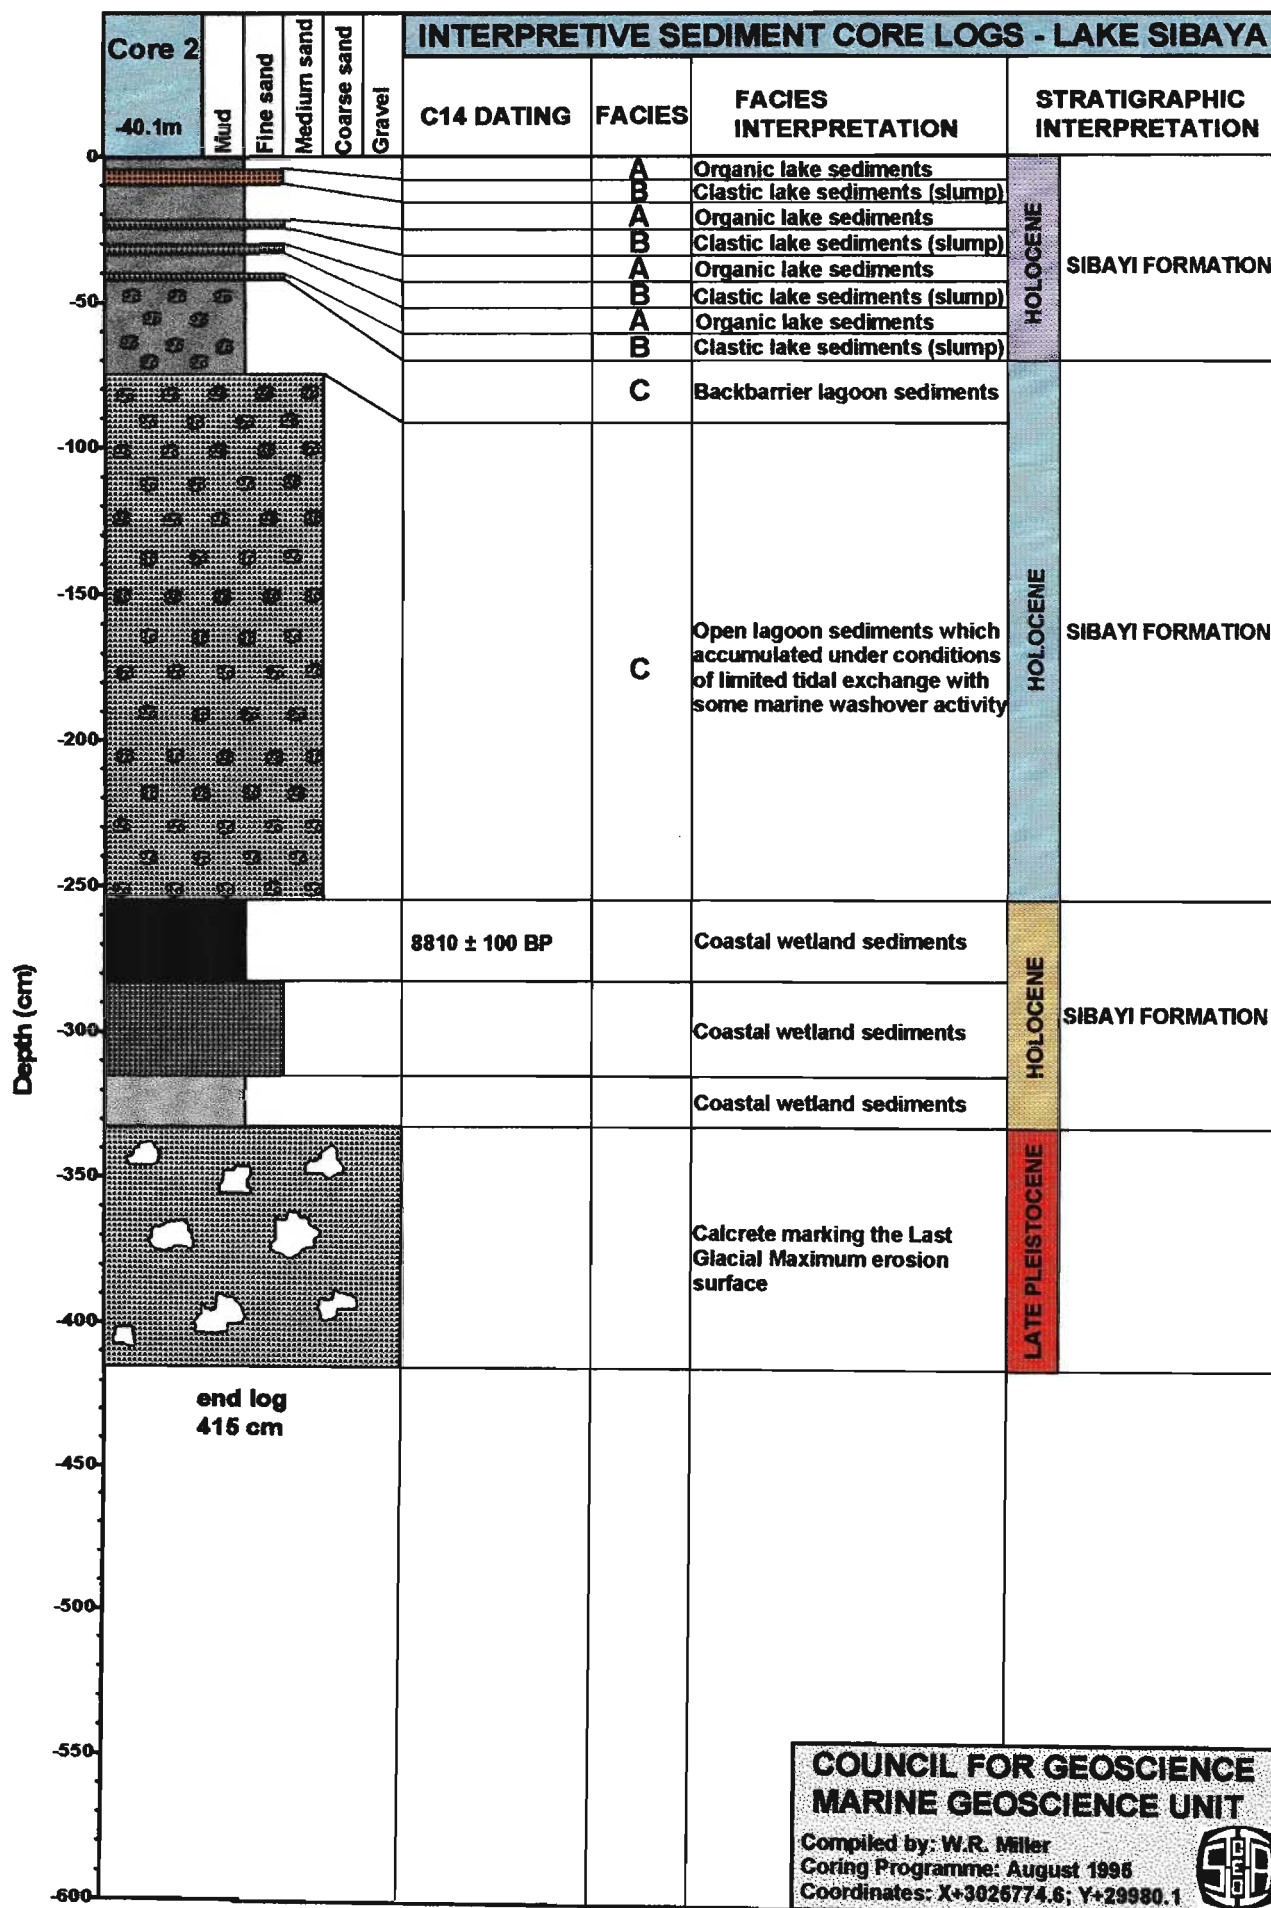 INTERPRETIVE SEDIMENT CORE LOGS - LAKE SIBAYA
Core 2
-40.1m
Mud
Fine sand
Medium sand
Coarse sand
Gravel
C14 DATING
FACIES
FACIES
INTERPRETATION
STRATIGRAPHIC
INTERPRETATION
Depth (cm)
0
-50
-100
-150
-200
-250
-300
-350
-400
-450
-500
-550
-600
A Organic lake sediments
B Clastic lake sediments (slump)
A Organic lake sediments
B Clastic lake sediments (slump)
A Organic lake sediments
B Clastic lake sediments (slump)
A Organic lake sediments
B Clastic lake sediments (slump)
HOLOCENE
SIBAYI FORMATION
C Backbarrier lagoon sediments
C
Open lagoon sediments which
accumulated under conditions
of limited tidal exchange with
some marine washover activity
HOLOCENE
SIBAYI FORMATION
8810 ± 100 BP
Coastal wetland sediments
Coastal wetland sediments
Coastal wetland sediments
HOLOCENE
SIBAYI FORMATION
Calcrete marking the Last
Glacial Maximum erosion
surface
LATE PLEISTOCENE
end log
415 cm
COUNCIL FOR GEOSCIENCE
MARINE GEOSCIENCE UNIT
Compiled by: W.R. Miller
Coring Programme: August 1995
Coordinates: X+3025774.6; Y+29980.1